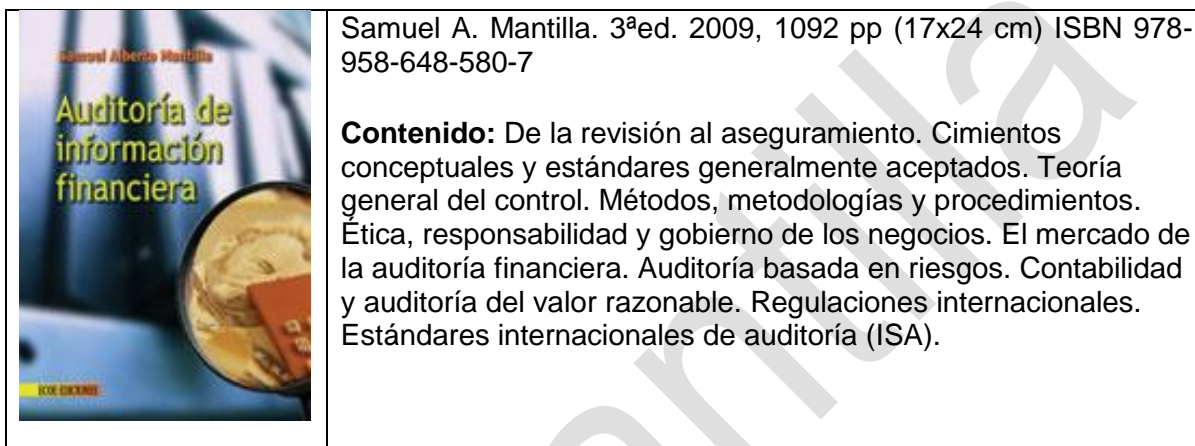 Samuel Alberto Mantilla
Auditoría de
información
financiera
ECOE EDICIONES
Samuel A. Mantilla. 3ªed. 2009, 1092 pp (17x24 cm) ISBN 978-
958-648-580-7
Contenido: De la revisión al aseguramiento. Cimientos
conceptuales y estándares generalmente aceptados. Teoría
general del control. Métodos, metodologías y procedimientos.
Ética, responsabilidad y gobierno de los negocios. El mercado de
la auditoría financiera. Auditoría basada en riesgos. Contabilidad
y auditoría del valor razonable. Regulaciones internacionales.
Estándares internacionales de auditoría (ISA).